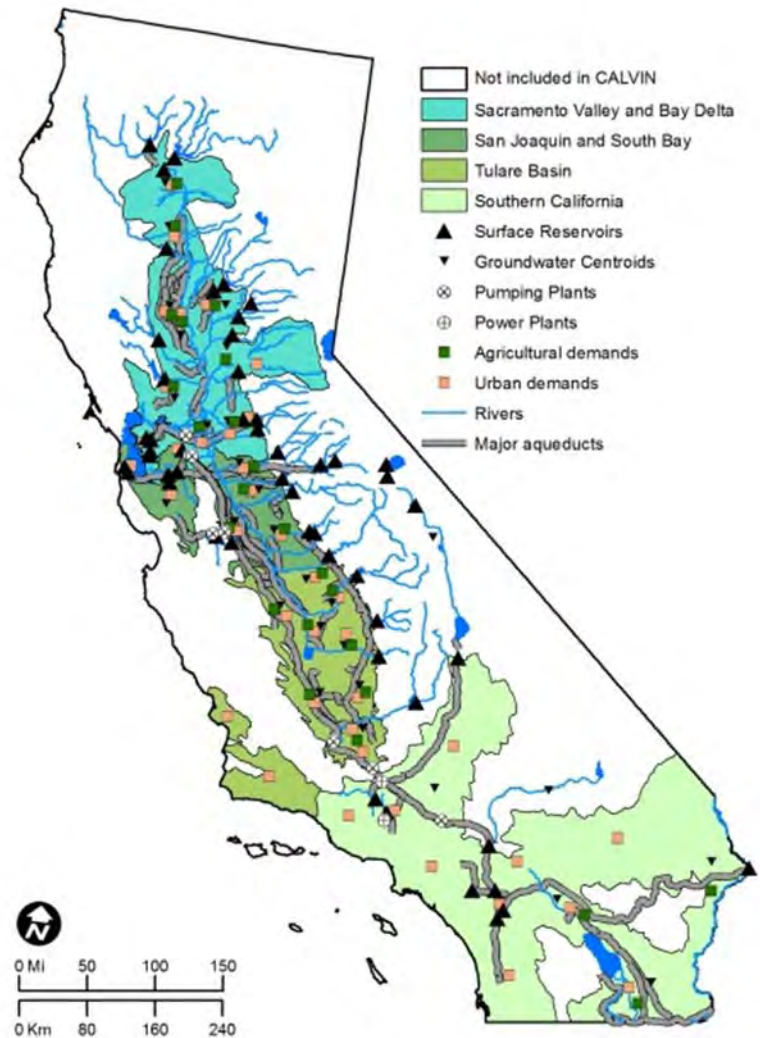 Not included in CALVIN
Sacramento Valley and Bay Delta
San Joaquin and South Bay
Tulare Basin
Southern California
Surface Reservoirs
Groundwater Centroids
Pumping Plants
Power Plants
Agricultural demands
Urban demands
Rivers
Major aqueducts
N
0 Mi 50 100 150
0 Km 80 160 240